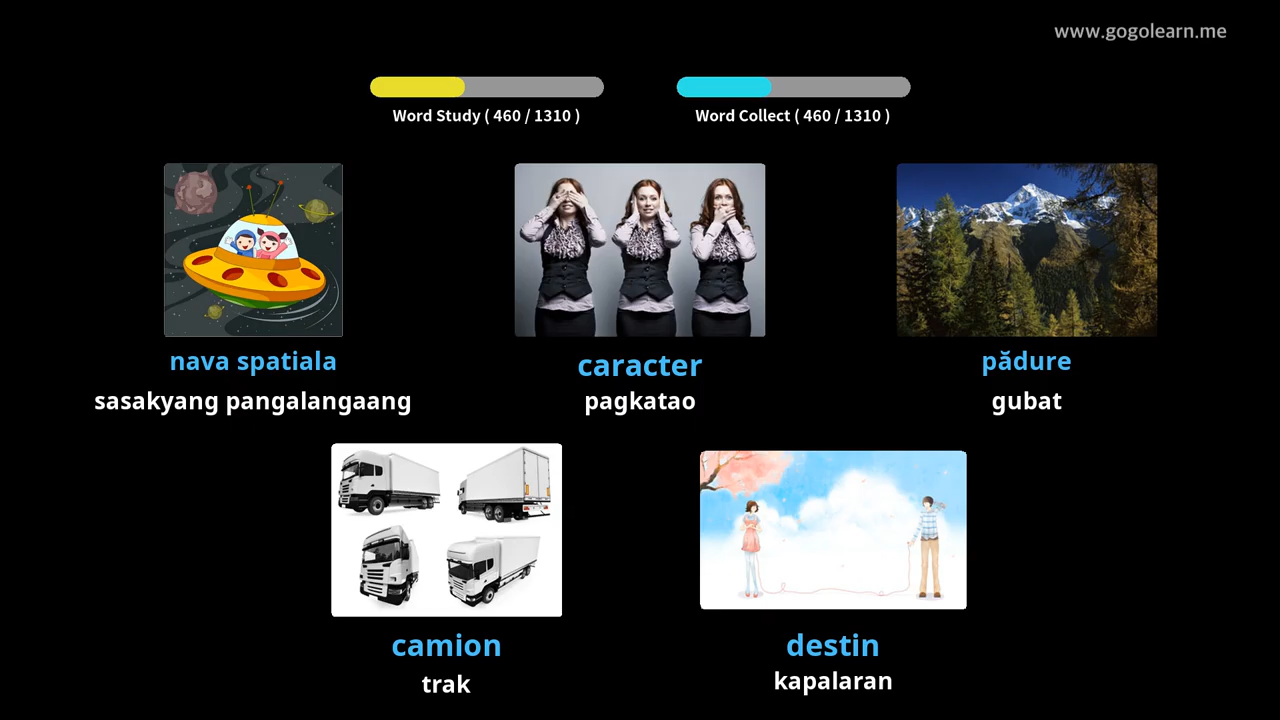 www.gogolearn.me
Word Study ( 460 / 1310 )
Word Collect ( 460 / 1310 )
nava spatiala
sasakyang pangalangaang
caracter
pagkatao
pădure
gubat
camion
trak
destin
kapalaran